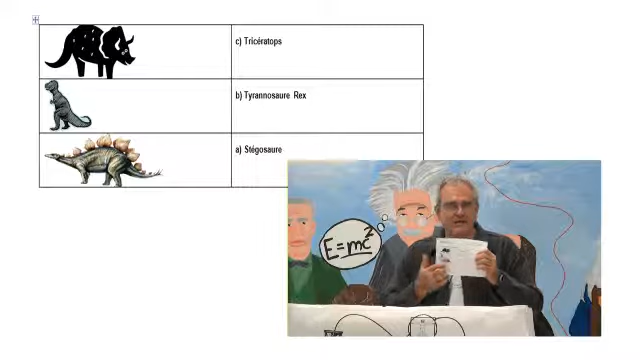 c) Tricératops
b) Tyrannosaure Rex
a) Stégosaure
E=mc²